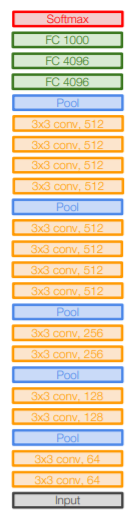 Softmax
FC 1000
FC 4096
FC 4096
Pool
3x3 conv, 512
3x3 conv, 512
3x3 conv, 512
3x3 conv, 512
Pool
3x3 conv, 512
3x3 conv, 512
3x3 conv, 512
3x3 conv, 512
Pool
3x3 conv, 256
3x3 conv, 256
Pool
3x3 conv, 128
3x3 conv, 128
Pool
3x3 conv, 64
3x3 conv, 64
Input